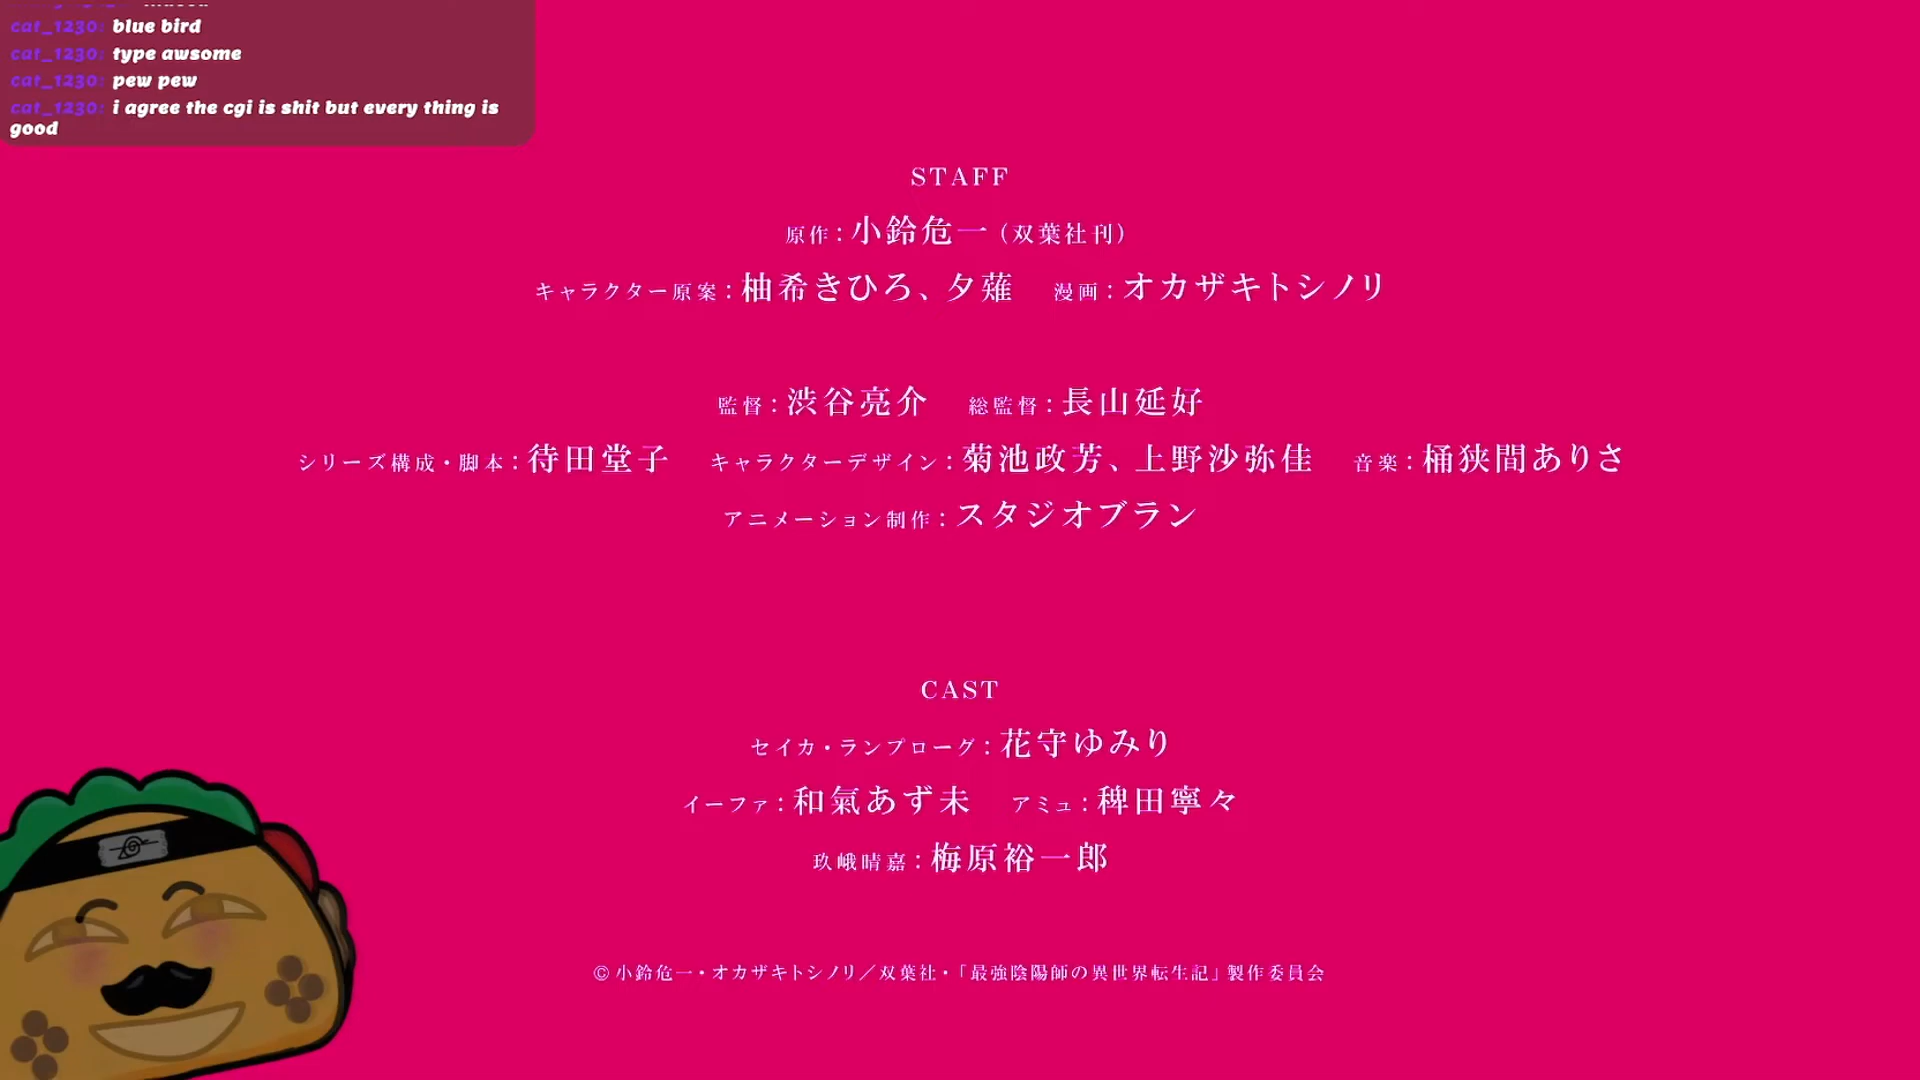 cat_1230: blue bird
cat_1230: type awsome
cat_1230: pew pew
cat_1230: i agree the cgi is shit but every thing is
good
STAFF
原作：小鈴危一（双葉社刊）
キャラクター原案：柚希きひろ、夕薙　漫画：オカザキトシノリ
監督：渋谷亮介　総監督：長山延好
シリーズ構成・脚本：待田堂子　キャラクターデザイン：菊池政芳、上野沙弥佳　音楽：桶狭間ありさ
アニメーション制作：スタジオブラン
CAST
セイカ・ランプローグ：花守ゆみり
イーファ：和氣あず未　アミュ：稗田寧々
玖峨晴嘉：梅原裕一郎
© 小鈴危一・オカザキトシノリ／双葉社・「最強陰陽師の異世界転生記」製作委員会